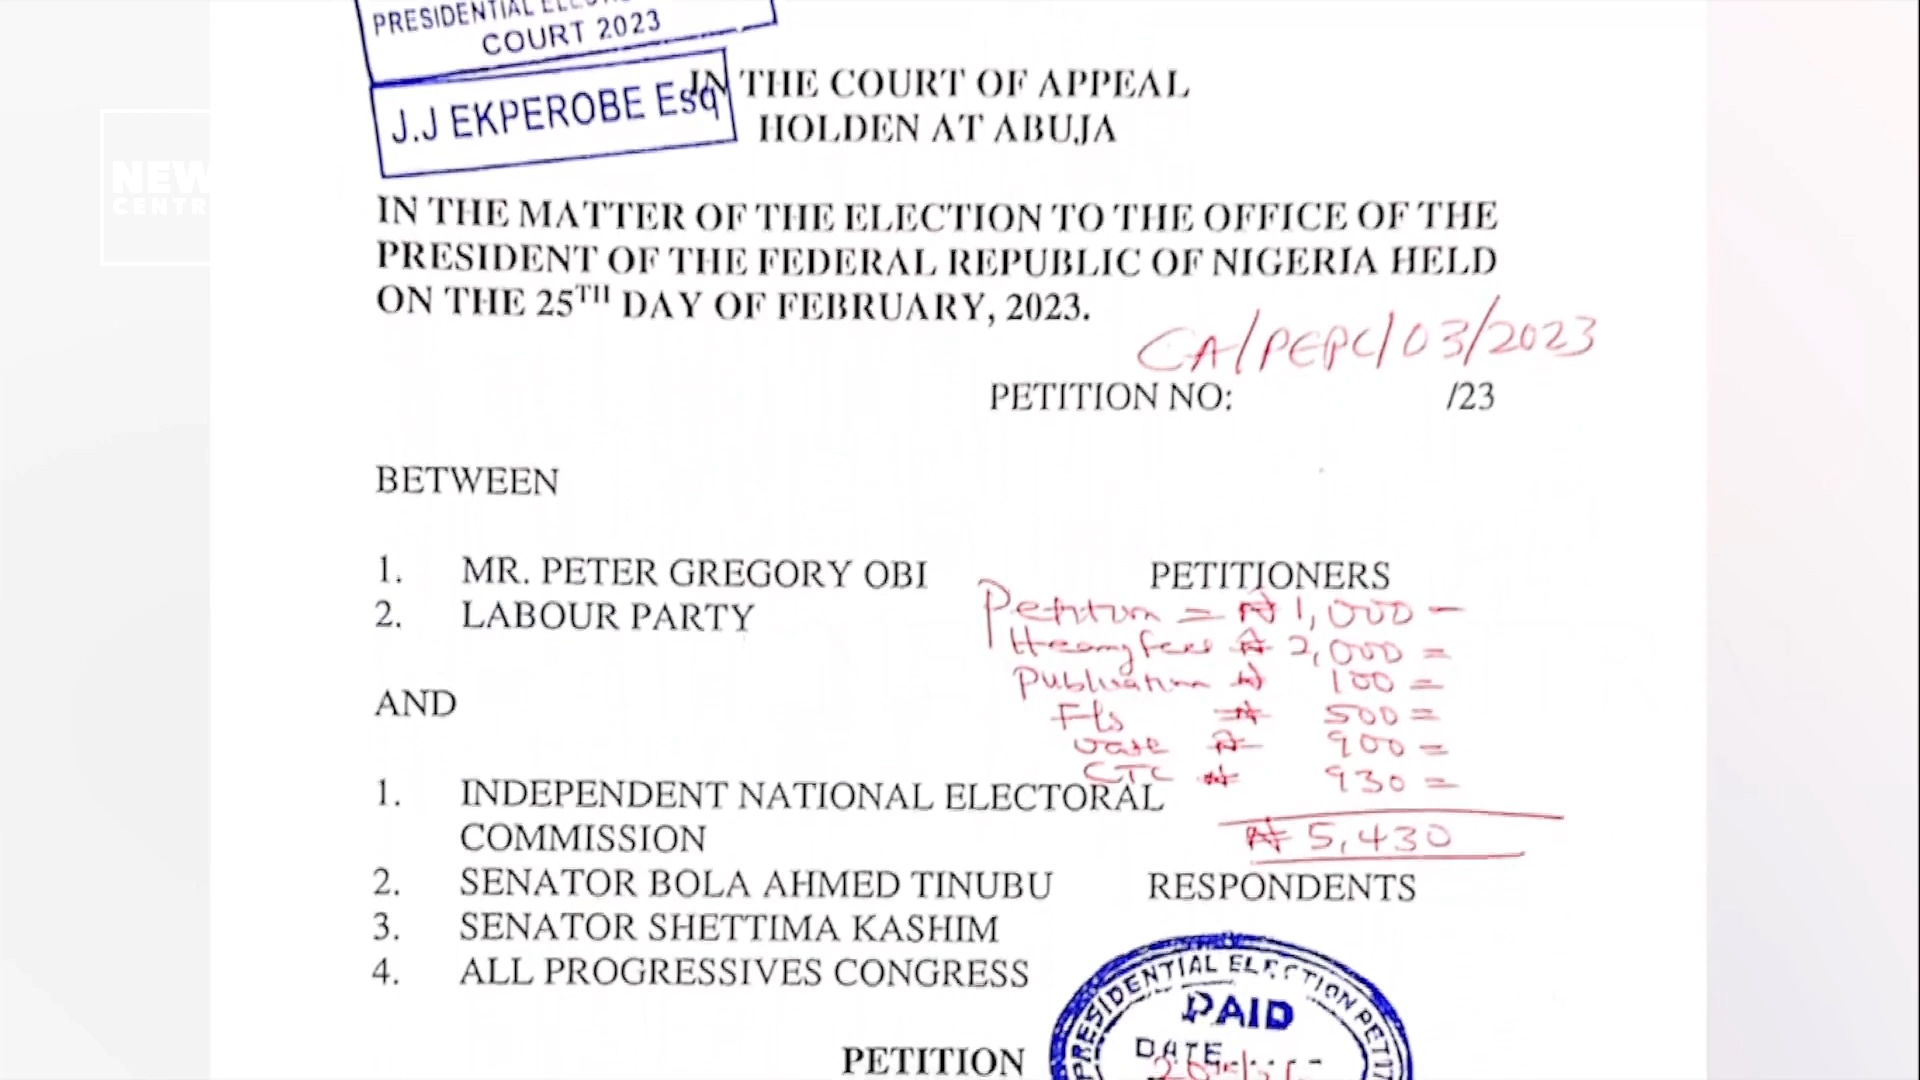 PRESIDENTIAL
COURT 2023
J.J EKPEROBE Esq
IN THE COURT OF APPEAL
HOLDEN AT ABUJA
NEW
CENTR
IN THE MATTER OF THE ELECTION TO THE OFFICE OF THE
PRESIDENT OF THE FEDERAL REPUBLIC OF NIGERIA HELD
ON THE 25TH DAY OF FEBRUARY, 2023.
CA/PEPC/03/2023
PETITION NO: /23
BETWEEN
1. MR. PETER GREGORY OBI PETITIONERS
2. LABOUR PARTY
Petition = ₦ 1,000 –
Hearing fees ₦ 2,000 =
Publication ₦ 100 =
₦ 500 =
₦ 900 =
CTC ₦ 930 =
₦ 5,430
AND
1. INDEPENDENT NATIONAL ELECTORAL
COMMISSION
2. SENATOR BOLA AHMED TINUBU RESPONDENTS
3. SENATOR SHETTIMA KASHIM
4. ALL PROGRESSIVES CONGRESS
PETITION
PRESIDENTIAL ELECTION PETITI
PAID
DATE